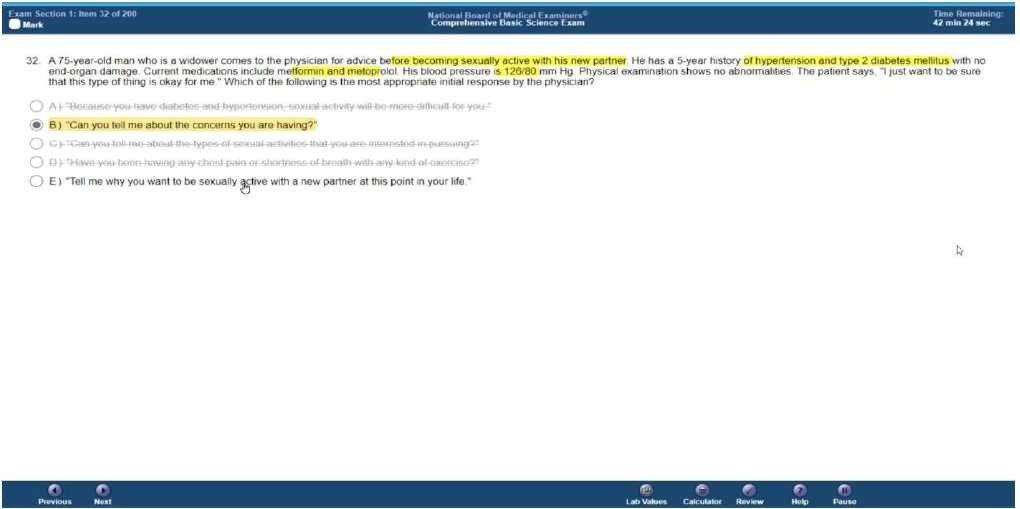 Exam Section 1: Item 32 of 200
Mark
National Board of Medical Examiners®
Comprehensive Basic Science Exam
Time Remaining:
42 min 24 sec
32. A 75-year-old man who is a widower comes to the physician for advice before becoming sexually active with his new partner. He has a 5-year history of hypertension and type 2 diabetes mellitus with no
end-organ damage. Current medications include metformin and metoprolol. His blood pressure is 126/80 mm Hg. Physical examination shows no abnormalities. The patient says, "I just want to be sure
that this type of thing is okay for me." Which of the following is the most appropriate initial response by the physician?
A) "Because you have diabetes and hypertension, sexual activity will be more difficult for you."
B) "Can you tell me about the concerns you are having?"
C) "Can you tell me about the types of sexual activities that you are interested in pursuing?"
D) "Have you been having any chest pain or shortness of breath with any kind of exercise?"
E) "Tell me why you want to be sexually active with a new partner at this point in your life."
Previous
Next
Lab Values
Calculator
Review
Help
Pause